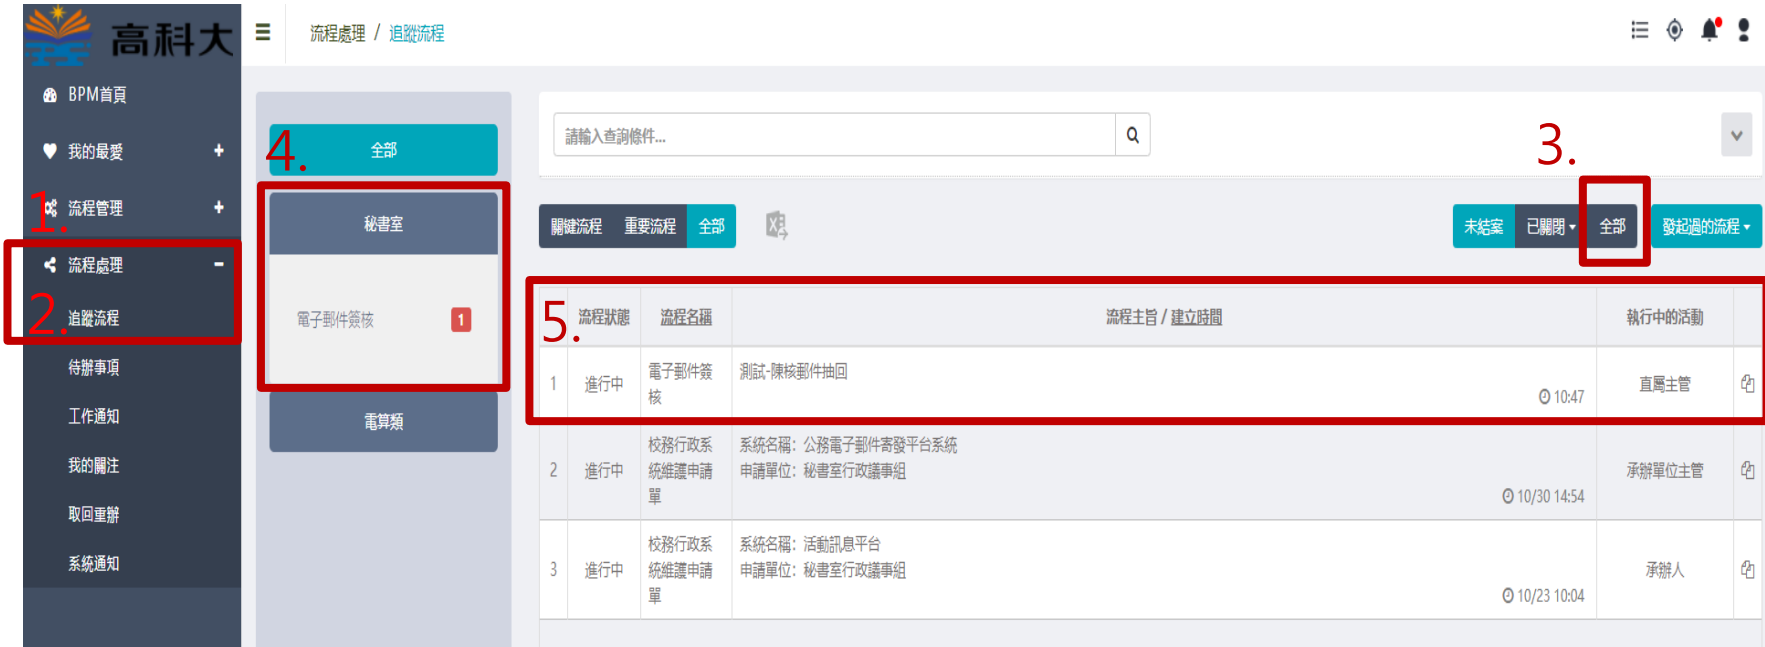 高科大
流程處理 / 追蹤流程
BPM首頁
我的最愛
1.
流程管理
流程處理
2.
追蹤流程
待辦事項
工作通知
我的關注
取回重辦
系統通知
4.
全部
秘書室
電子郵件簽核 1
電算類
請輸入查詢條件...
3.
關鍵流程 重要流程 全部
未結案 已關閉 全部 發起過的流程
5.
流程狀態 流程名稱 流程主旨 / 建立時間 執行中的活動
1 進行中 電子郵件簽
核
測試-陳核郵件抽回
10:47
直屬主管
2 進行中 校務行政系
統維護申請
單
系統名稱：公務電子郵件寄發平台系統
申請單位：秘書室行政議事組
10/30 14:54
承辦單位主管
3 進行中 校務行政系
統維護申請
單
系統名稱：活動訊息平台
申請單位：秘書室行政議事組
10/23 10:04
承辦人